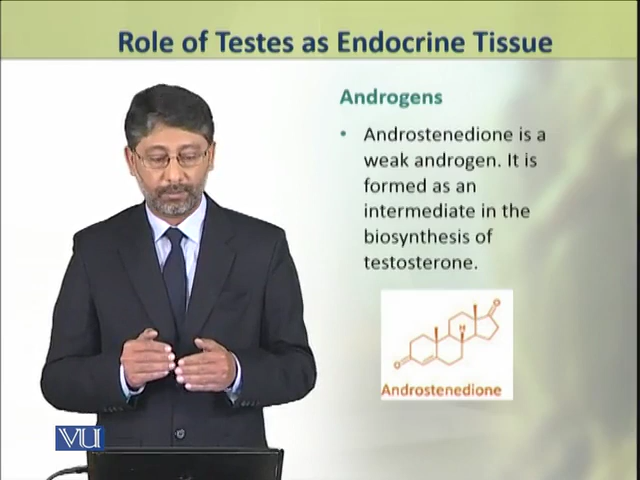 Role of Testes as Endocrine Tissue
Androgens
• Androstenedione is a
weak androgen. It is
formed as an
intermediate in the
biosynthesis of
testosterone.
O
H
O
Androstenedione
VU